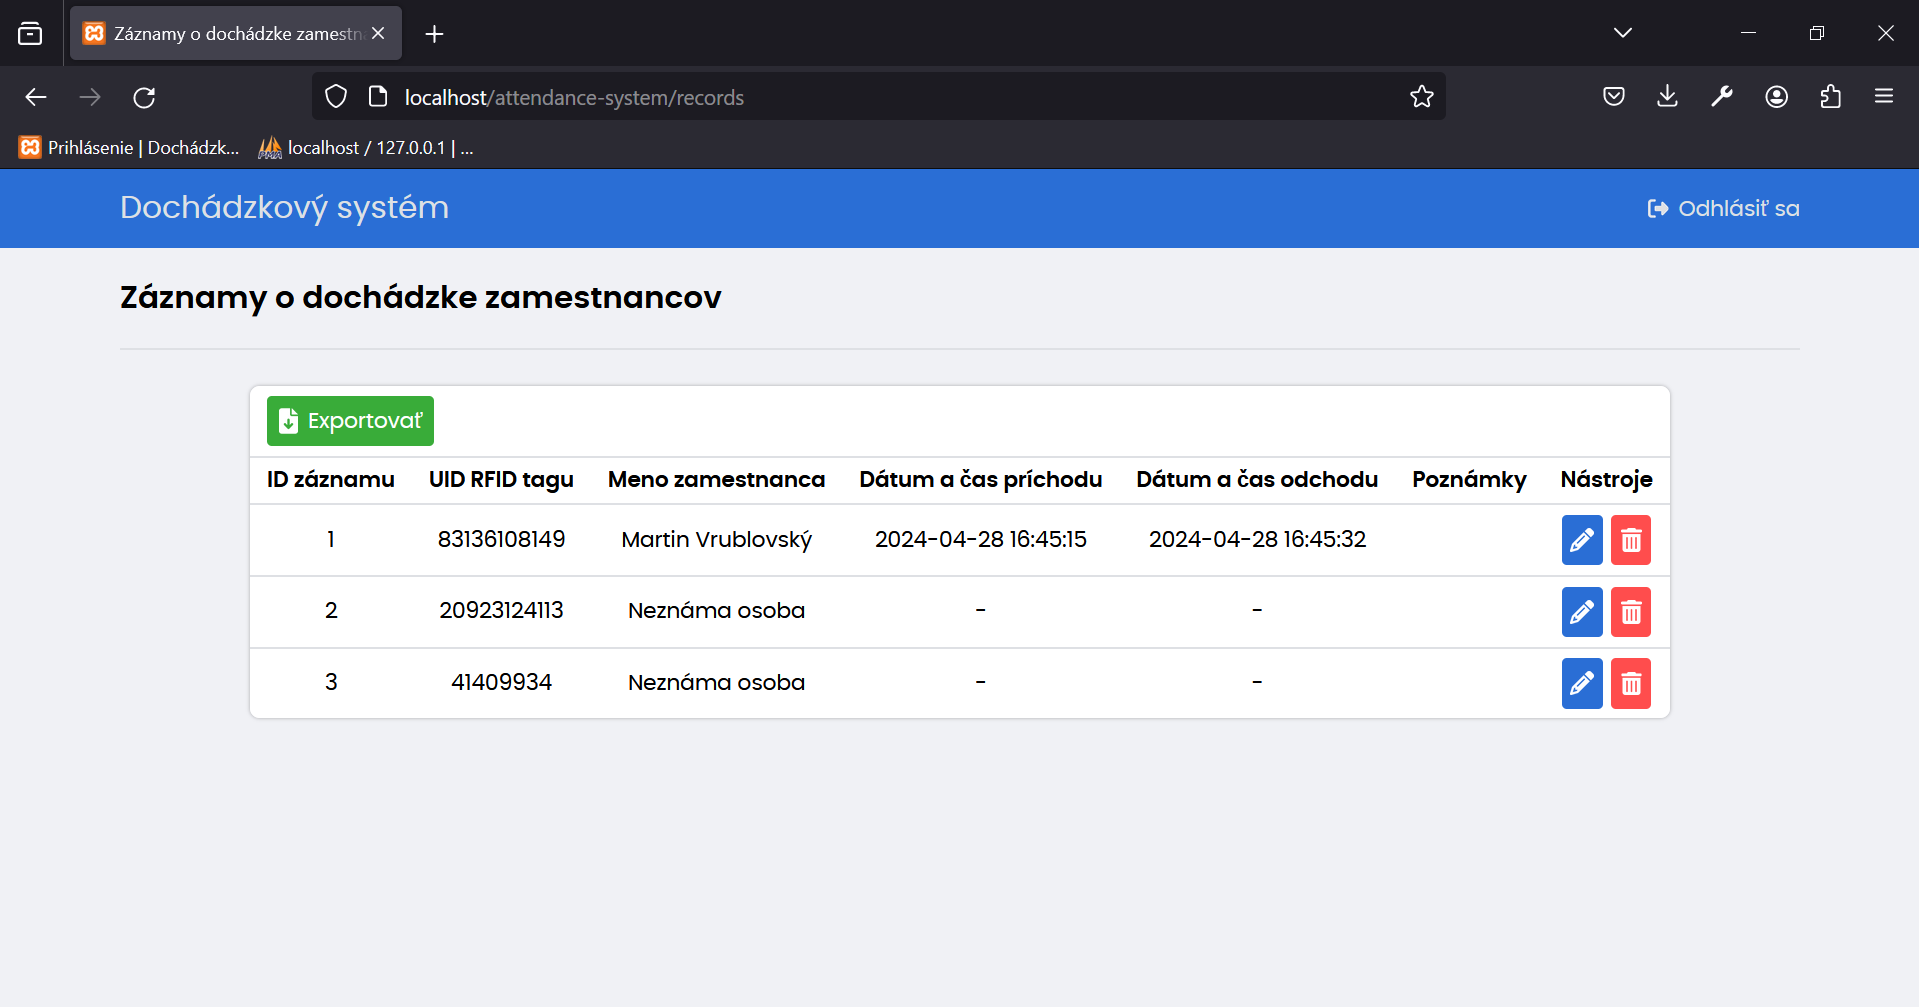 Záznamy o dochádzke zamestn
localhost/attendance-system/records
Prihlásenie | Dochádzk... localhost / 127.0.0.1 | ...
Dochádzkový systém Odhlásiť sa
Záznamy o dochádzke zamestnancov
Exportovať
ID záznamu UID RFID tagu Meno zamestnanca Dátum a čas príchodu Dátum a čas odchodu Poznámky Nástroje
1 83136108149 Martin Vrublovský 2024-04-28 16:45:15 2024-04-28 16:45:32
2 20923124113 Neznáma osoba - -
3 41409934 Neznáma osoba - -